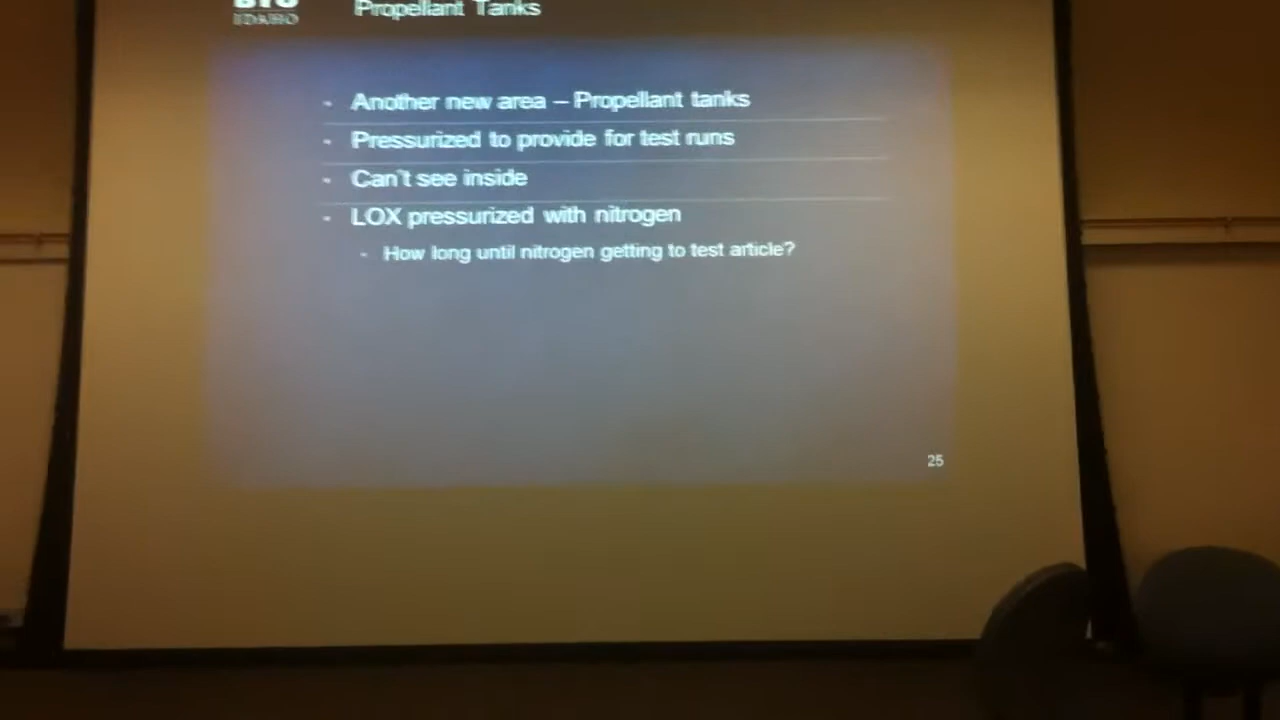 BYU
IDAHO
Propellant Tanks
- Another new area – Propellant tanks
- Pressurized to provide for test runs
- Can't see inside
- LOX pressurized with nitrogen
- How long until nitrogen getting to test article?
25